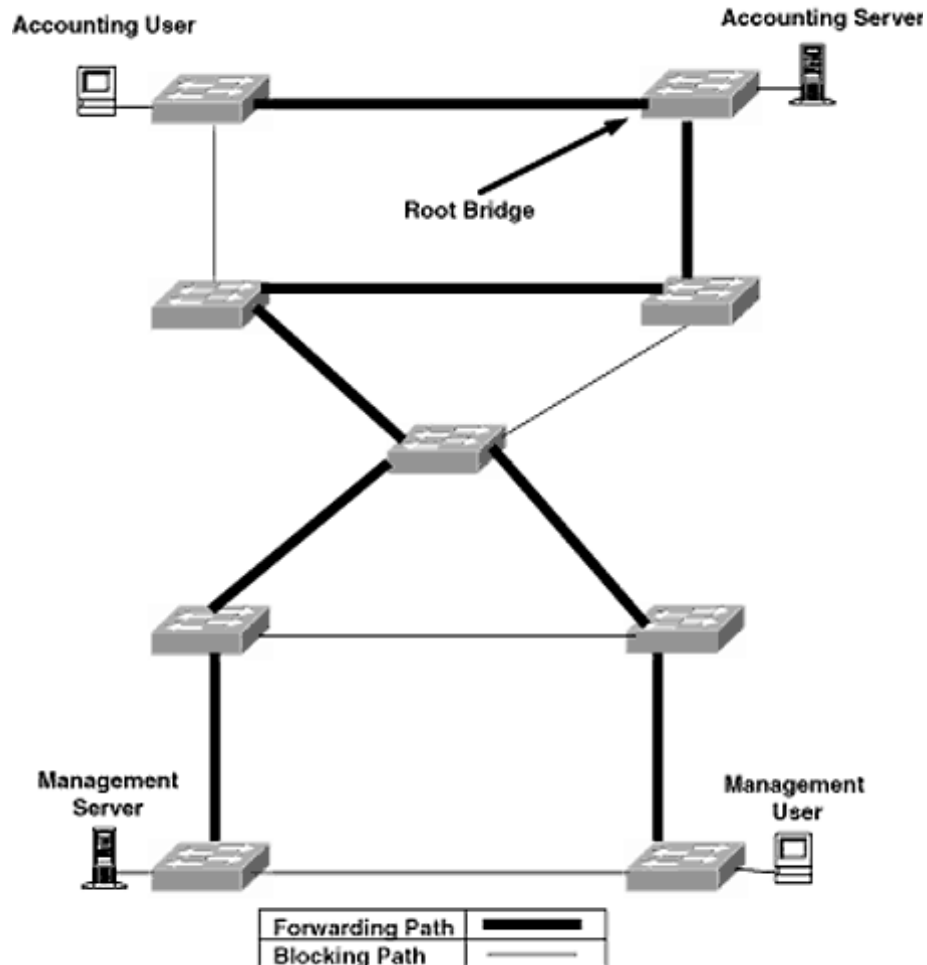 Accounting User
Accounting Server
Root Bridge
Management
Server
Management
User
Forwarding Path
Blocking Path